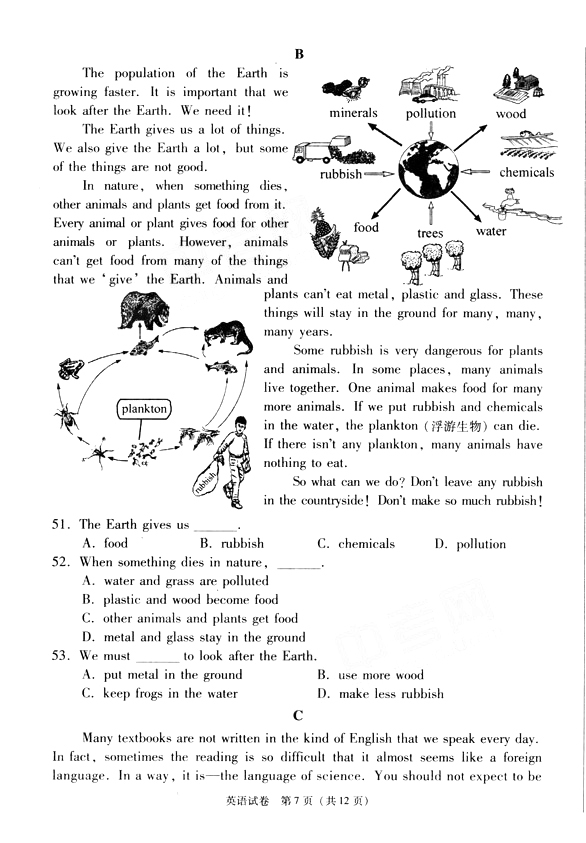 B
The population of the Earth is
growing faster. It is important that we
look after the Earth. We need it!
The Earth gives us a lot of things.
We also give the Earth a lot, but some
of the things are not good.
In nature, when something dies,
other animals and plants get food from it.
Every animal or plant gives food for other
animals or plants. However, animals
can't get food from many of the things
that we ‘give’ the Earth. Animals and
minerals
pollution
wood
rubbish
chemicals
food
trees
water
plants can't eat metal, plastic and glass. These
things will stay in the ground for many, many,
many years.
Some rubbish is very dangerous for plants
and animals. In some places, many animals
live together. One animal makes food for many
more animals. If we put rubbish and chemicals
in the water, the plankton (浮游生物) can die.
If there isn't any plankton, many animals have
nothing to eat.
So what can we do? Don't leave any rubbish
in the countryside! Don't make so much rubbish!
plankton
rubbish
51. The Earth gives us ______.
A. food B. rubbish C. chemicals D. pollution
52. When something dies in nature, ______.
A. water and grass are polluted
B. plastic and wood become food
C. other animals and plants get food
D. metal and glass stay in the ground
53. We must ______ to look after the Earth.
A. put metal in the ground B. use more wood
C. keep frogs in the water D. make less rubbish
C
Many textbooks are not written in the kind of English that we speak every day.
In fact, sometimes the reading is so difficult that it almost seems like a foreign
language. In a way, it is—the language of science. You should not expect to be
英语试卷 第7页(共12页)